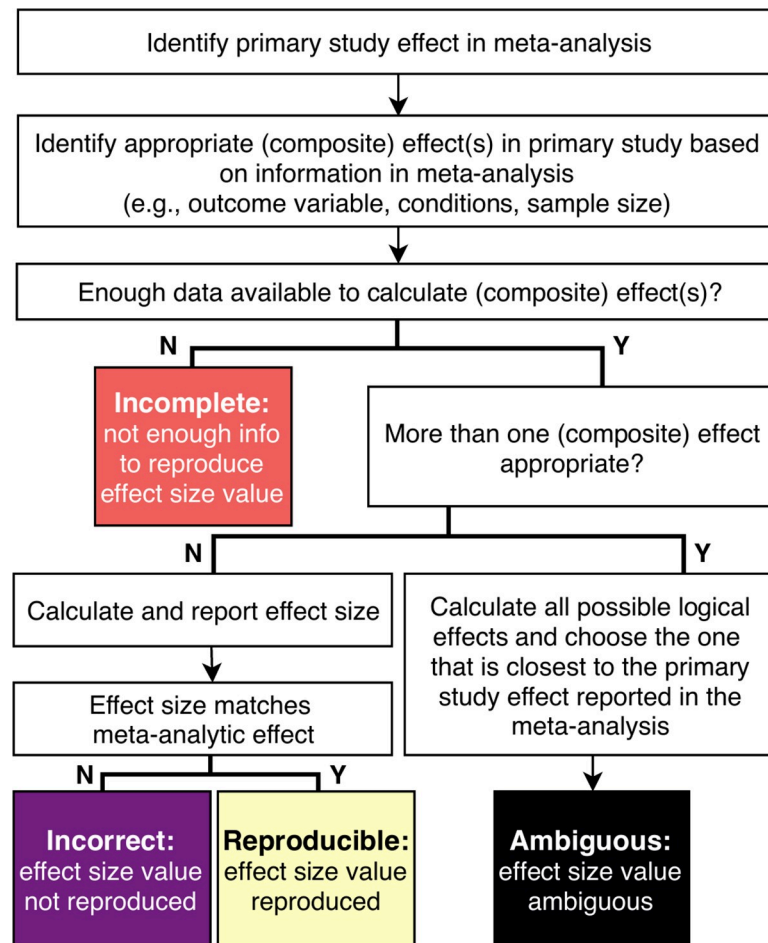 Identify primary study effect in meta-analysis
Identify appropriate (composite) effect(s) in primary study based
on information in meta-analysis
(e.g., outcome variable, conditions, sample size)
Enough data available to calculate (composite) effect(s)?
N
Y
Incomplete:
not enough info
to reproduce
effect size value
More than one (composite) effect
appropriate?
N
Y
Calculate and report effect size
Calculate all possible logical
effects and choose the one
that is closest to the primary
study effect reported in the
meta-analysis
Effect size matches
meta-analytic effect
N
Y
Incorrect:
effect size value
not reproduced
Reproducible:
effect size value
reproduced
Ambiguous:
effect size value
ambiguous